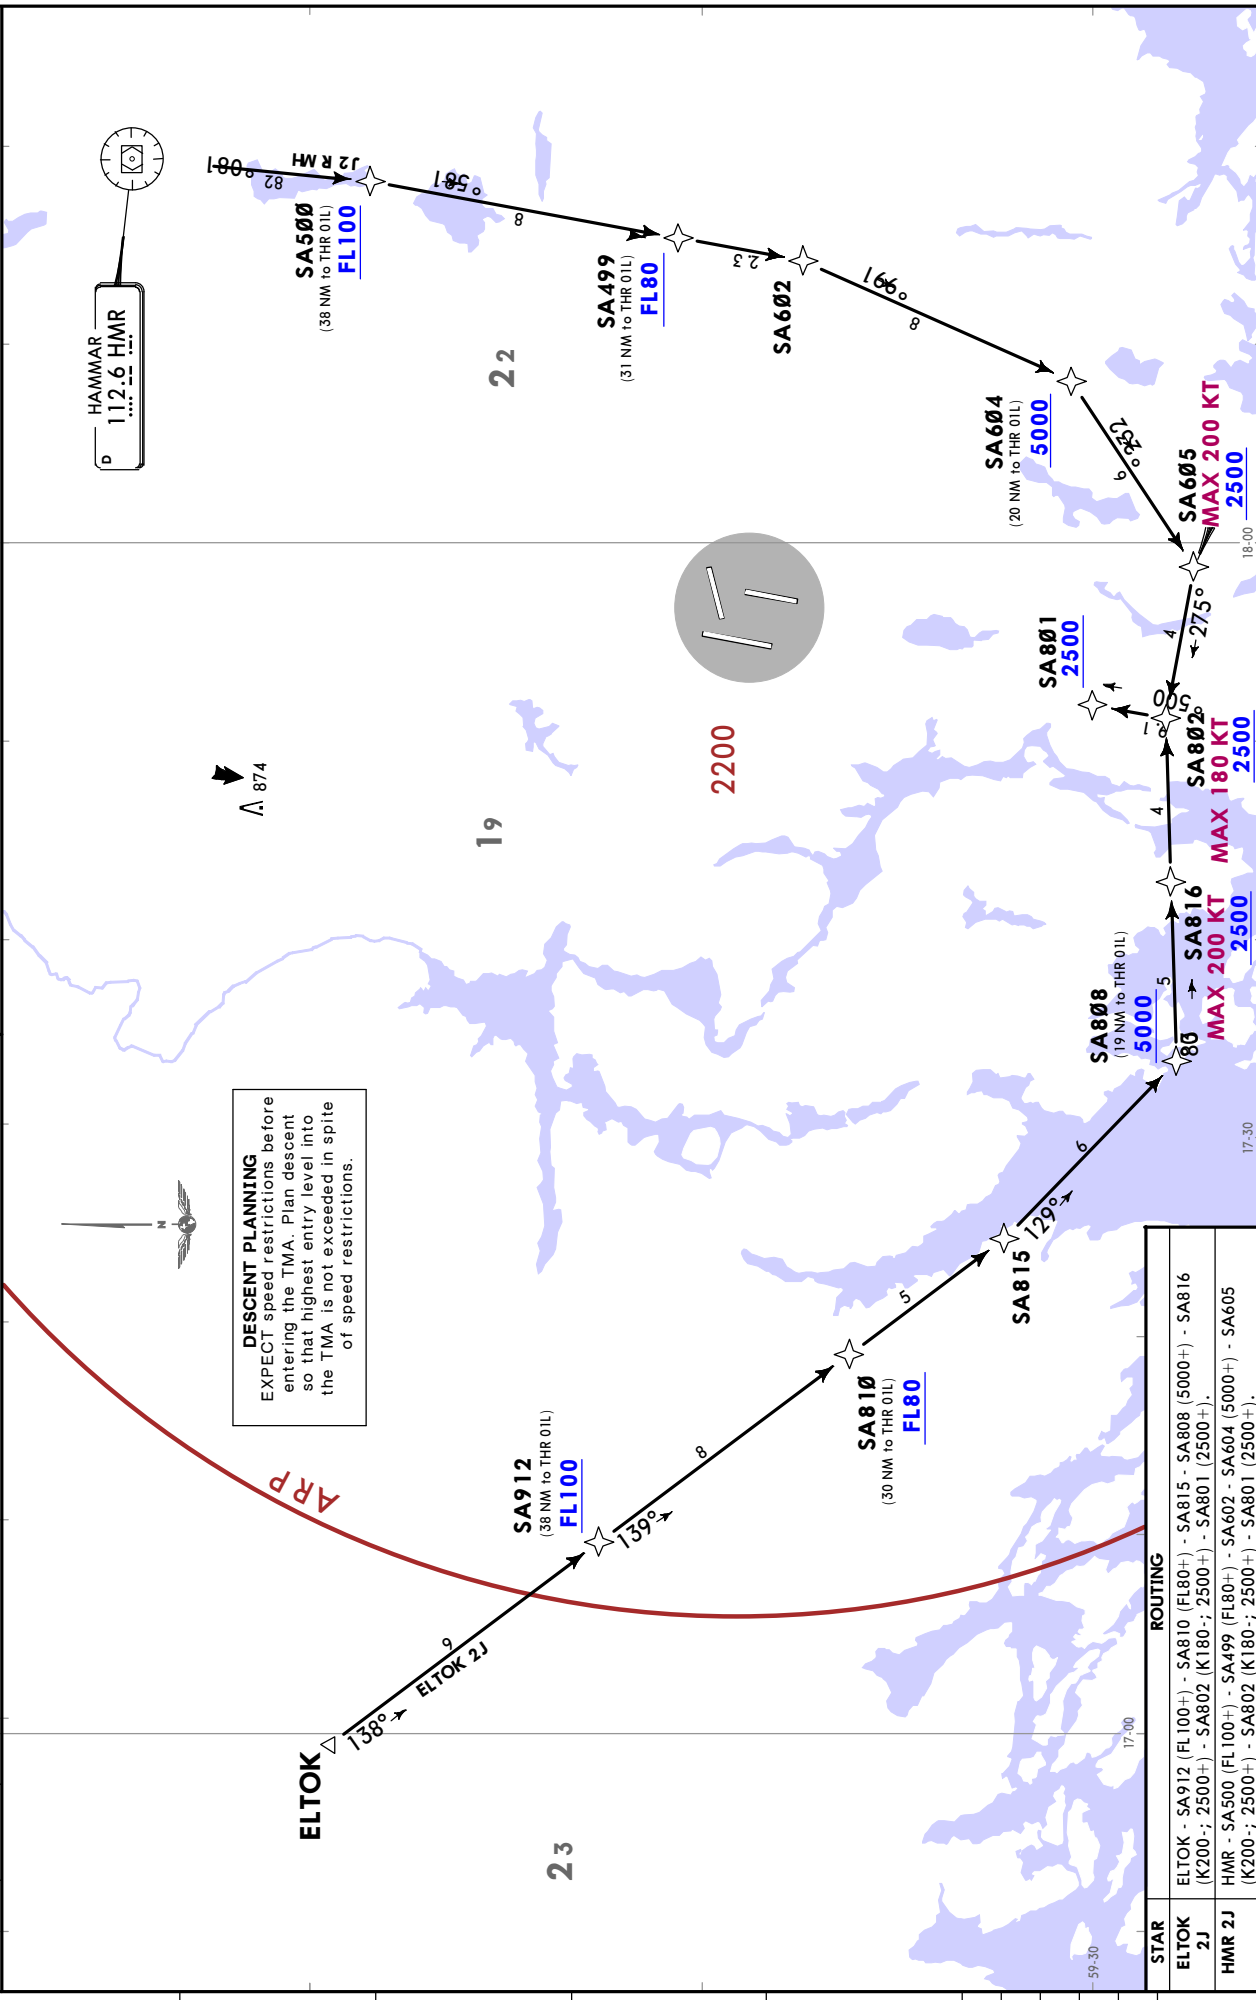 HAMMAR
D
112.6 HMR
180°
28
HMR 2J
SA5ØØ
(38 NM to THR 01L)
FL100
185°
8
SA499
(31 NM to THR 01L)
FL80
2.3
SA6Ø2
22
199°
8
SA6Ø4
(20 NM to THR 01L)
5000
232°
6
SA6Ø5
MAX 200 KT
2500
18-00
275°
4
SA8Ø1
2500
005°
1.9
SA8Ø2
MAX 180 KT
2500
4
2200
874
19
SA816
MAX 200 KT
2500
5
SA8Ø8
(19 NM to THR 01L)
5000
17-30
6
129°
SA815
5
SA81Ø
(30 NM to THR 01L)
FL80
8
139°
SA912
(38 NM to THR 01L)
FL100
N
DESCENT PLANNING
EXPECT speed restrictions before
entering the TMA. Plan descent
so that highest entry level into
the TMA is not exceeded in spite
of speed restrictions.
ARP
9
ELTOK 2J
138°
ELTOK
17-00
23
59-30
STAR ROUTING
ELTOK 2J
ELTOK - SA912 (FL100+) - SA810 (FL80+) - SA815 - SA808 (5000+) - SA816
(K200-; 2500+) - SA802 (K180-; 2500+) - SA801 (2500+).
HMR 2J
HMR - SA500 (FL100+) - SA499 (FL80+) - SA602 - SA604 (5000+) - SA605
(K200-; 2500+) - SA802 (K180-; 2500+) - SA801 (2500+).